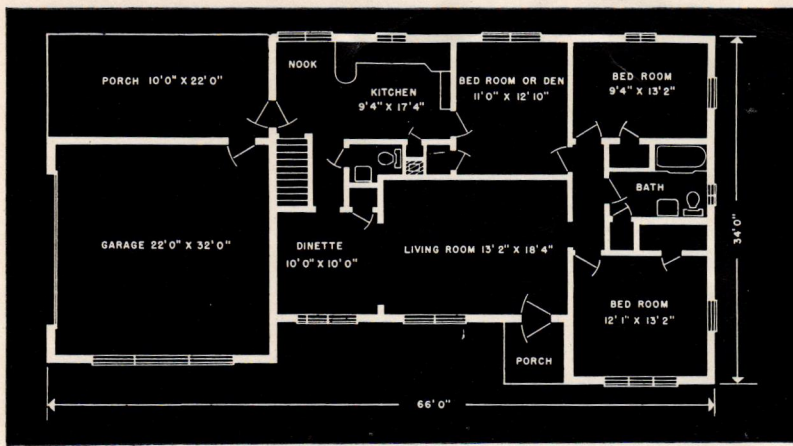 NOOK
PORCH 10'0" X 22'0"
KITCHEN
9'4" X 17'4"
BED ROOM OR DEN
11'0" X 12'10"
BED ROOM
9'4" X 13'2"
BATH
34'0"
GARAGE 22'0" X 32'0"
DINETTE
10'0" X 10'0"
LIVING ROOM 13'2" X 18'4"
BED ROOM
12'1" X 13'2"
PORCH
66'0"